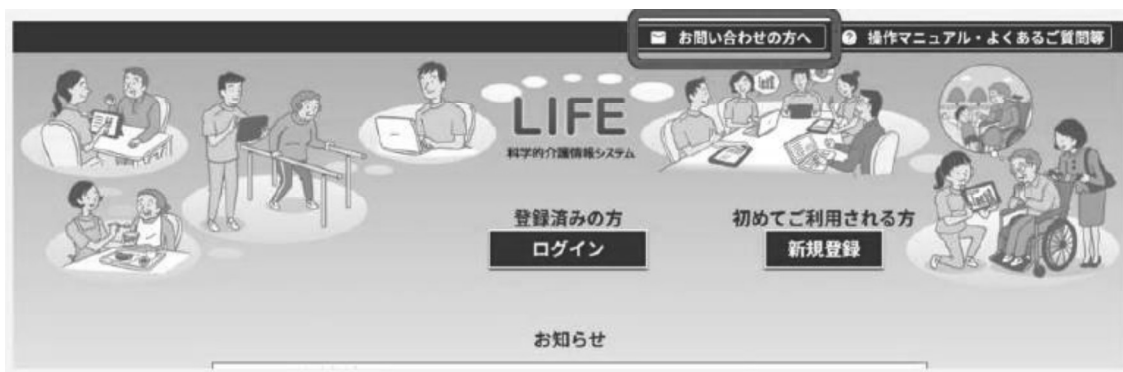 お問い合わせの方へ
操作マニュアル・よくあるご質問等
LIFE
科学的介護情報システム
登録済みの方
初めてご利用される方
ログイン
新規登録
お知らせ